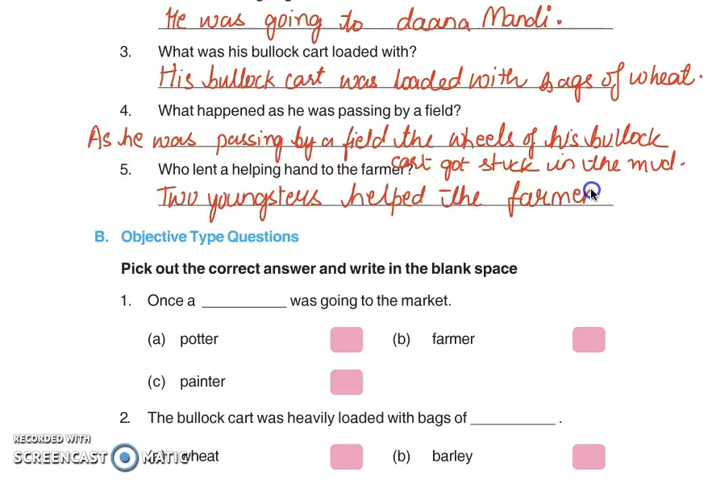 He was going to daana Mandi.
3. What was his bullock cart loaded with?
His bullock cart was loaded with bags of wheat.
4. What happened as he was passing by a field?
As he was passing by a field the wheels of his bullock
cart got stuck in the mud.
5. Who lent a helping hand to the farmer?
Two youngsters helped the farmer
B. Objective Type Questions
Pick out the correct answer and write in the blank space
1. Once a __________ was going to the market.
(a) potter (b) farmer
(c) painter
2. The bullock cart was heavily loaded with bags of __________ .
RECORDED WITH
SCREENCAST MATIC
wheat (b) barley